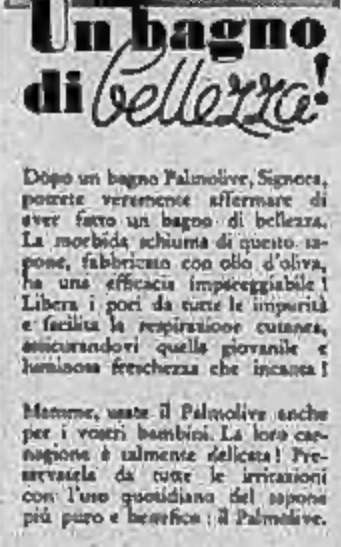 Un bagno
di bellezza!
Dopo un bagno Palmolive, Signora,
potrete veramente affermare di
aver fatto un bagno di bellezza.
La morbida schiuma di questo sa-
pone, fabbricato con olio d'oliva,
ha una efficacia impareggiabile!
Libera i pori da tutte le impurità
e facilita la respirazione cutanea,
assicurandovi quella giovanile e
luminosa freschezza che incanta!
Mamme, usate il Palmolive anche
per i vostri bambini. La loro car-
nagione è talmente delicata! Pre-
servatela da tutte le irritazioni
con l'uso quotidiano del sapone
più puro e benefico: il Palmolive.